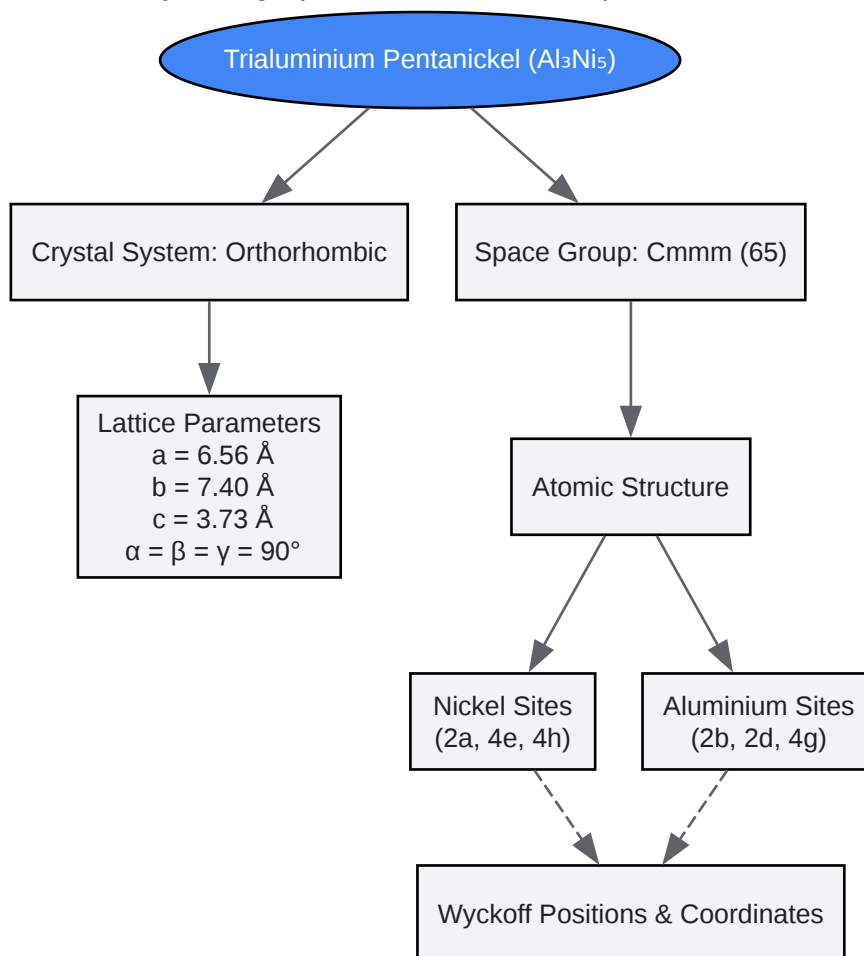 Trialuminium Pentanickel (Al₃Ni₅)
Crystal System: Orthorhombic
Space Group: Cmmm (65)
Lattice Parameters
a = 6.56 Å
b = 7.40 Å
c = 3.73 Å
α = β = γ = 90°
Atomic Structure
Nickel Sites
(2a, 4e, 4h)
Aluminium Sites
(2b, 2d, 4g)
Wyckoff Positions & Coordinates